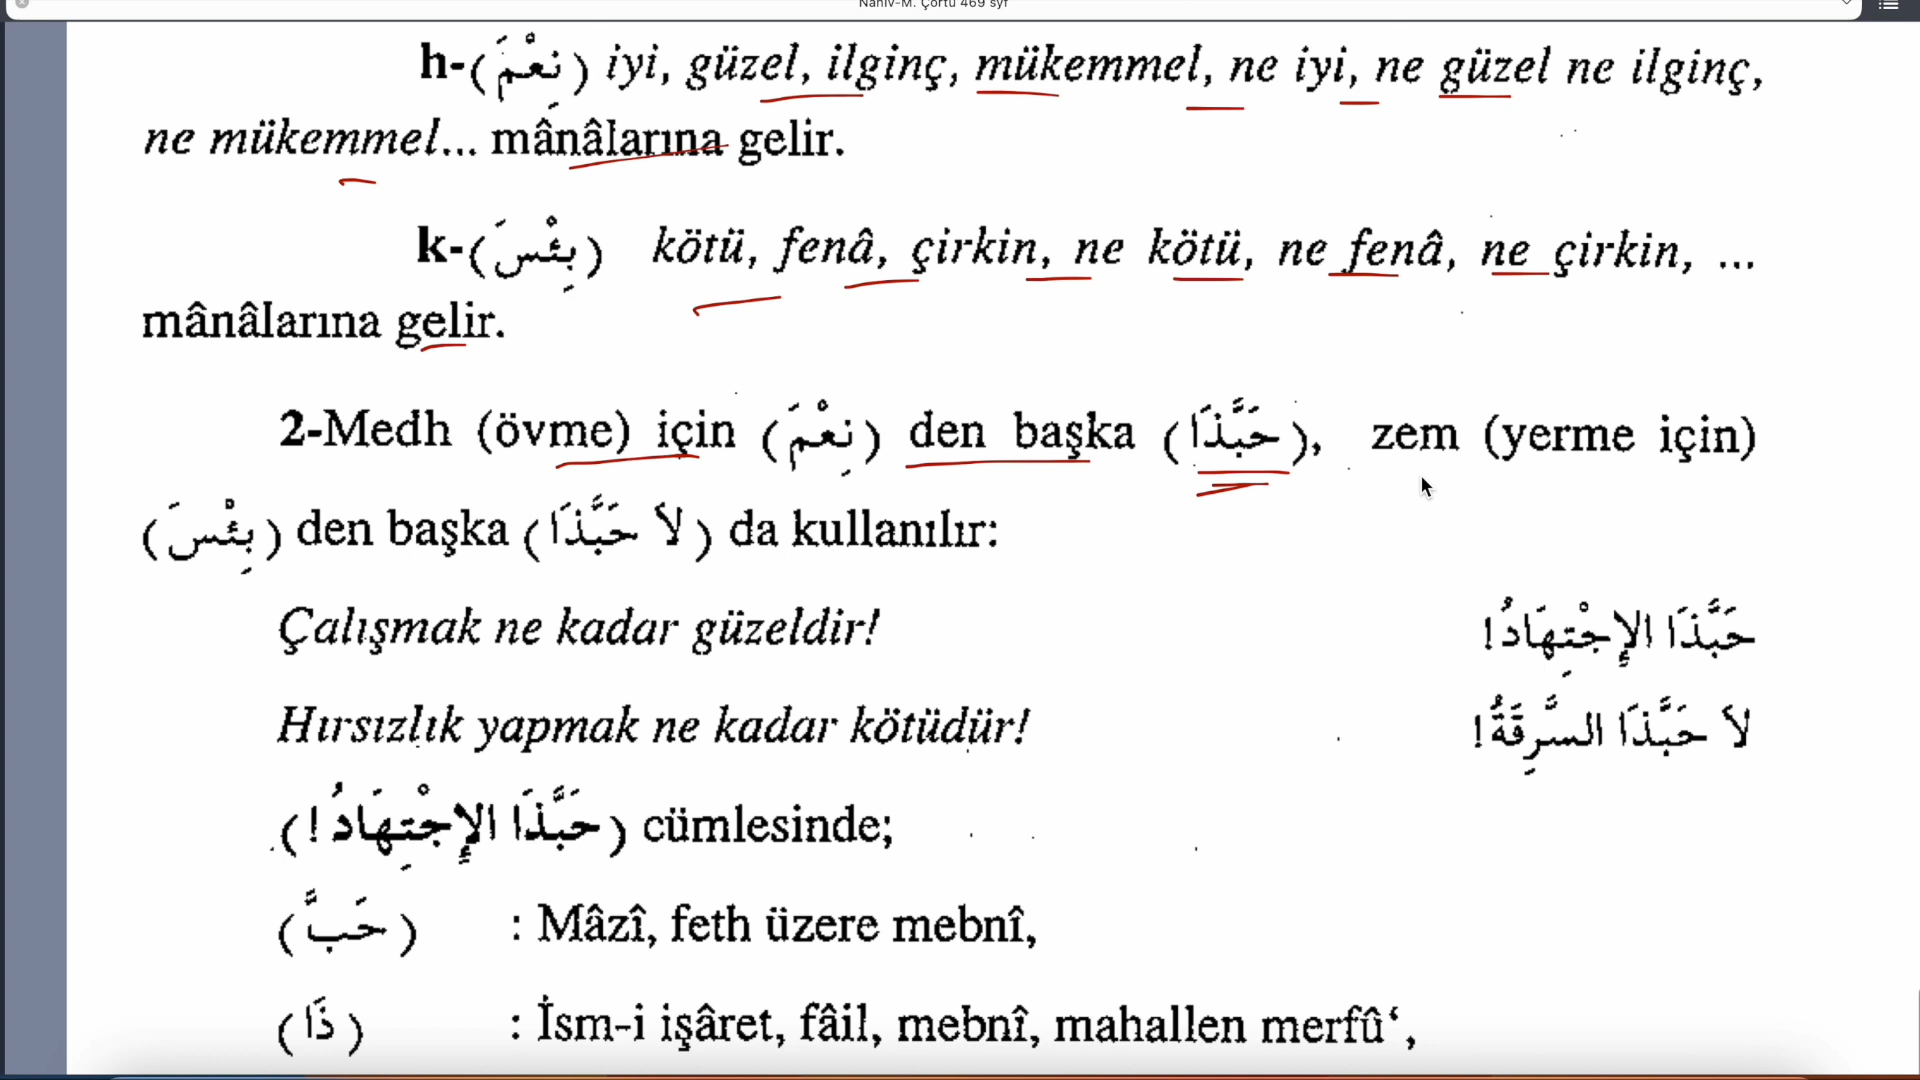 Nahiv-M. Çörtü 469 syf
h-(نِعْمَ) iyi, güzel, ilginç, mükemmel, ne iyi, ne güzel ne ilginç,
ne mükemmel... mânâlarına gelir.
k-(بِئْسَ) kötü, fenâ, çirkin, ne kötü, ne fenâ, ne çirkin, ...
mânâlarına gelir.
2-Medh (övme) için (نِعْمَ) den başka (حَبَّذَا), zem (yerme için)
(بِئْسَ) den başka (لاَ حَبَّذَا) da kullanılır:
Çalışmak ne kadar güzeldir! حَبَّذَا الإِجْتِهَادُ!
Hırsızlık yapmak ne kadar kötüdür! لاَ حَبَّذَا السَّرِقَةُ!
(حَبَّذَا الإِجْتِهَادُ!) cümlesinde;
(حَبَّ) : Mâzî, feth üzere mebnî,
(ذَا) : İsm-i işâret, fâil, mebnî, mahallen merfû‘,